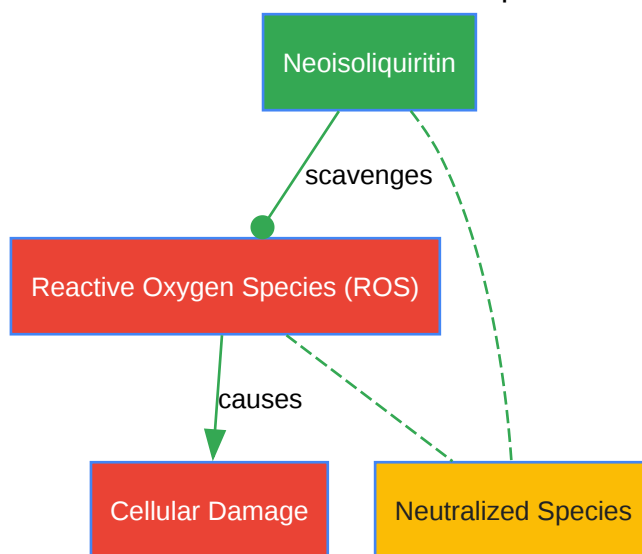 Neoisoliquiritin
scavenges
Reactive Oxygen Species (ROS)
causes
Cellular Damage
Neutralized Species